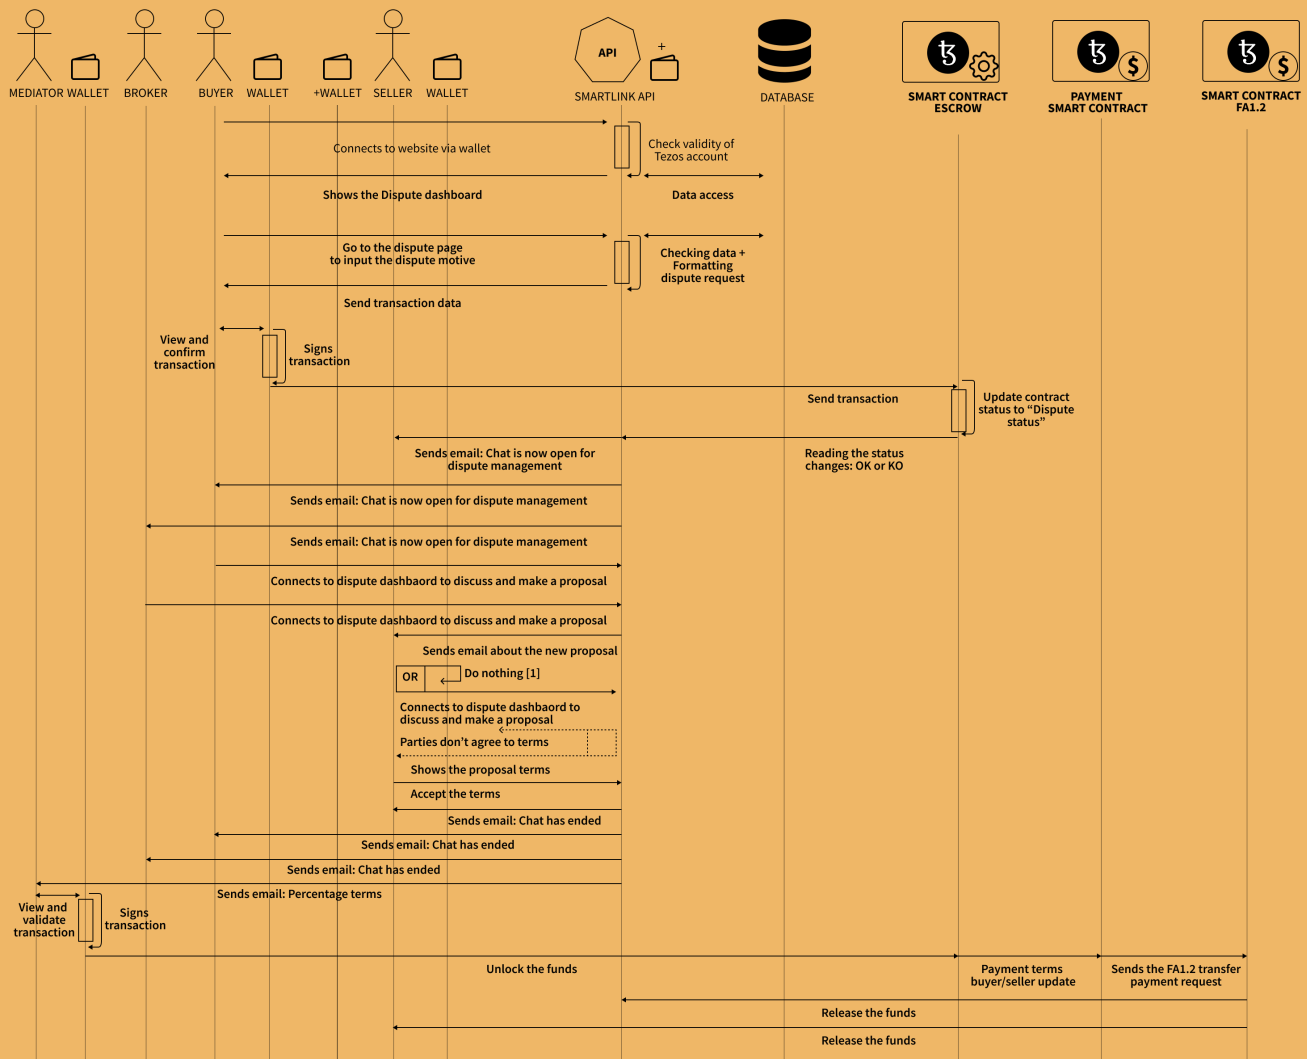 API
+
MEDIATOR WALLET
BROKER
BUYER
WALLET
+WALLET
SELLER
WALLET
SMARTLINK API
DATABASE
ꜩ
SMART CONTRACT
ESCROW
ꜩ
$
PAYMENT
SMART CONTRACT
ꜩ
$
SMART CONTRACT
FA1.2
Connects to website via wallet
Check validity of
Tezos account
Shows the Dispute dashboard
Data access
Go to the dispute page
to input the dispute motive
Checking data +
Formatting
dispute request
Send transaction data
View and
confirm
transaction
Signs
transaction
Send transaction
Update contract
status to “Dispute
status”
Sends email: Chat is now open for
dispute management
Reading the status
changes: OK or KO
Sends email: Chat is now open for dispute management
Sends email: Chat is now open for dispute management
Connects to dispute dashbaord to discuss and make a proposal
Connects to dispute dashbaord to discuss and make a proposal
Sends email about the new proposal
OR
Do nothing [1]
Connects to dispute dashbaord to
discuss and make a proposal
Parties don’t agree to terms
Shows the proposal terms
Accept the terms
Sends email: Chat has ended
Sends email: Chat has ended
Sends email: Chat has ended
Sends email: Percentage terms
View and
validate
transaction
Signs
transaction
Unlock the funds
Payment terms
buyer/seller update
Sends the FA1.2 transfer
payment request
Release the funds
Release the funds